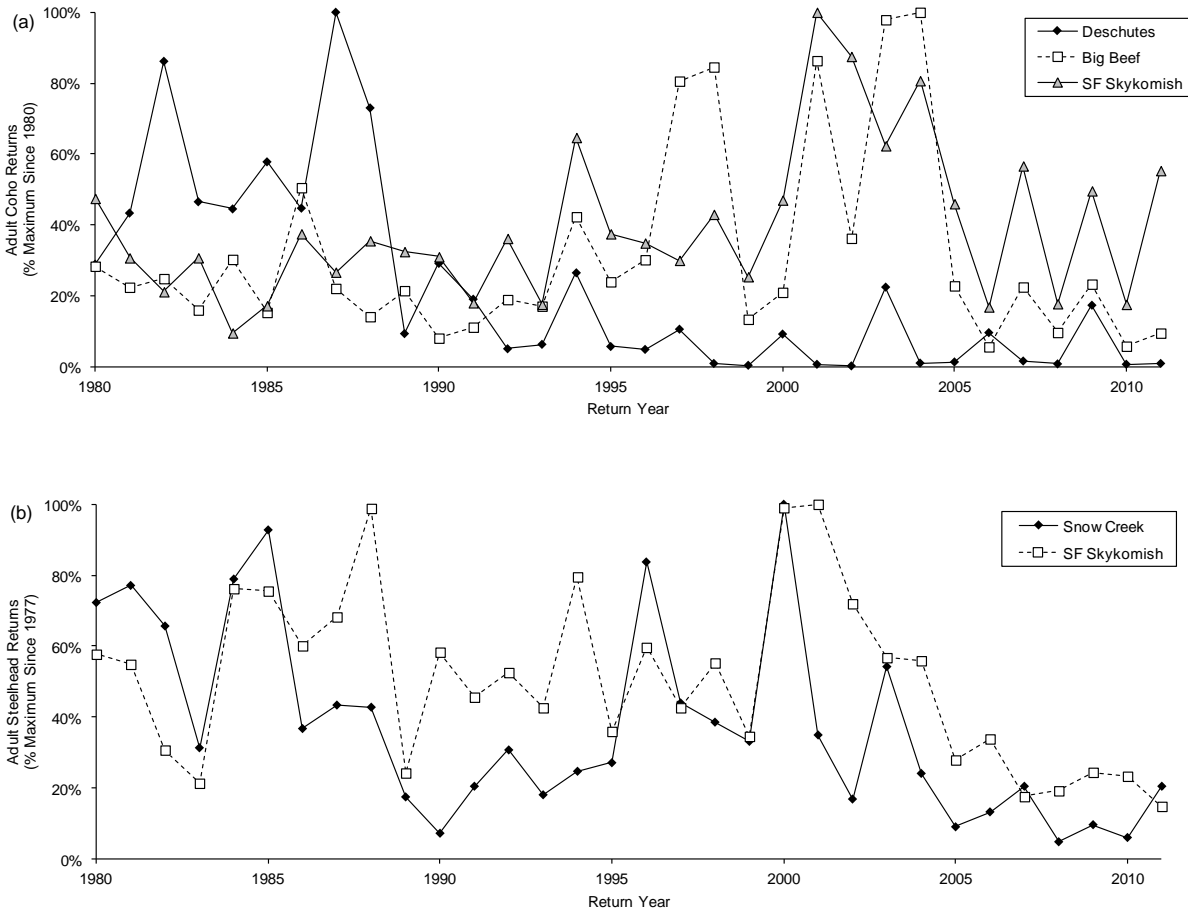 (a)
Adult Coho Returns
(% Maximum Since 1980)
100%
80%
60%
40%
20%
0%
1980
1985
1990
1995
2000
2005
2010
Return Year
Deschutes
Big Beef
SF Skykomish
(b)
Adult Steelhead Returns
(% Maximum Since 1977)
100%
80%
60%
40%
20%
0%
1980
1985
1990
1995
2000
2005
2010
Return Year
Snow Creek
SF Skykomish